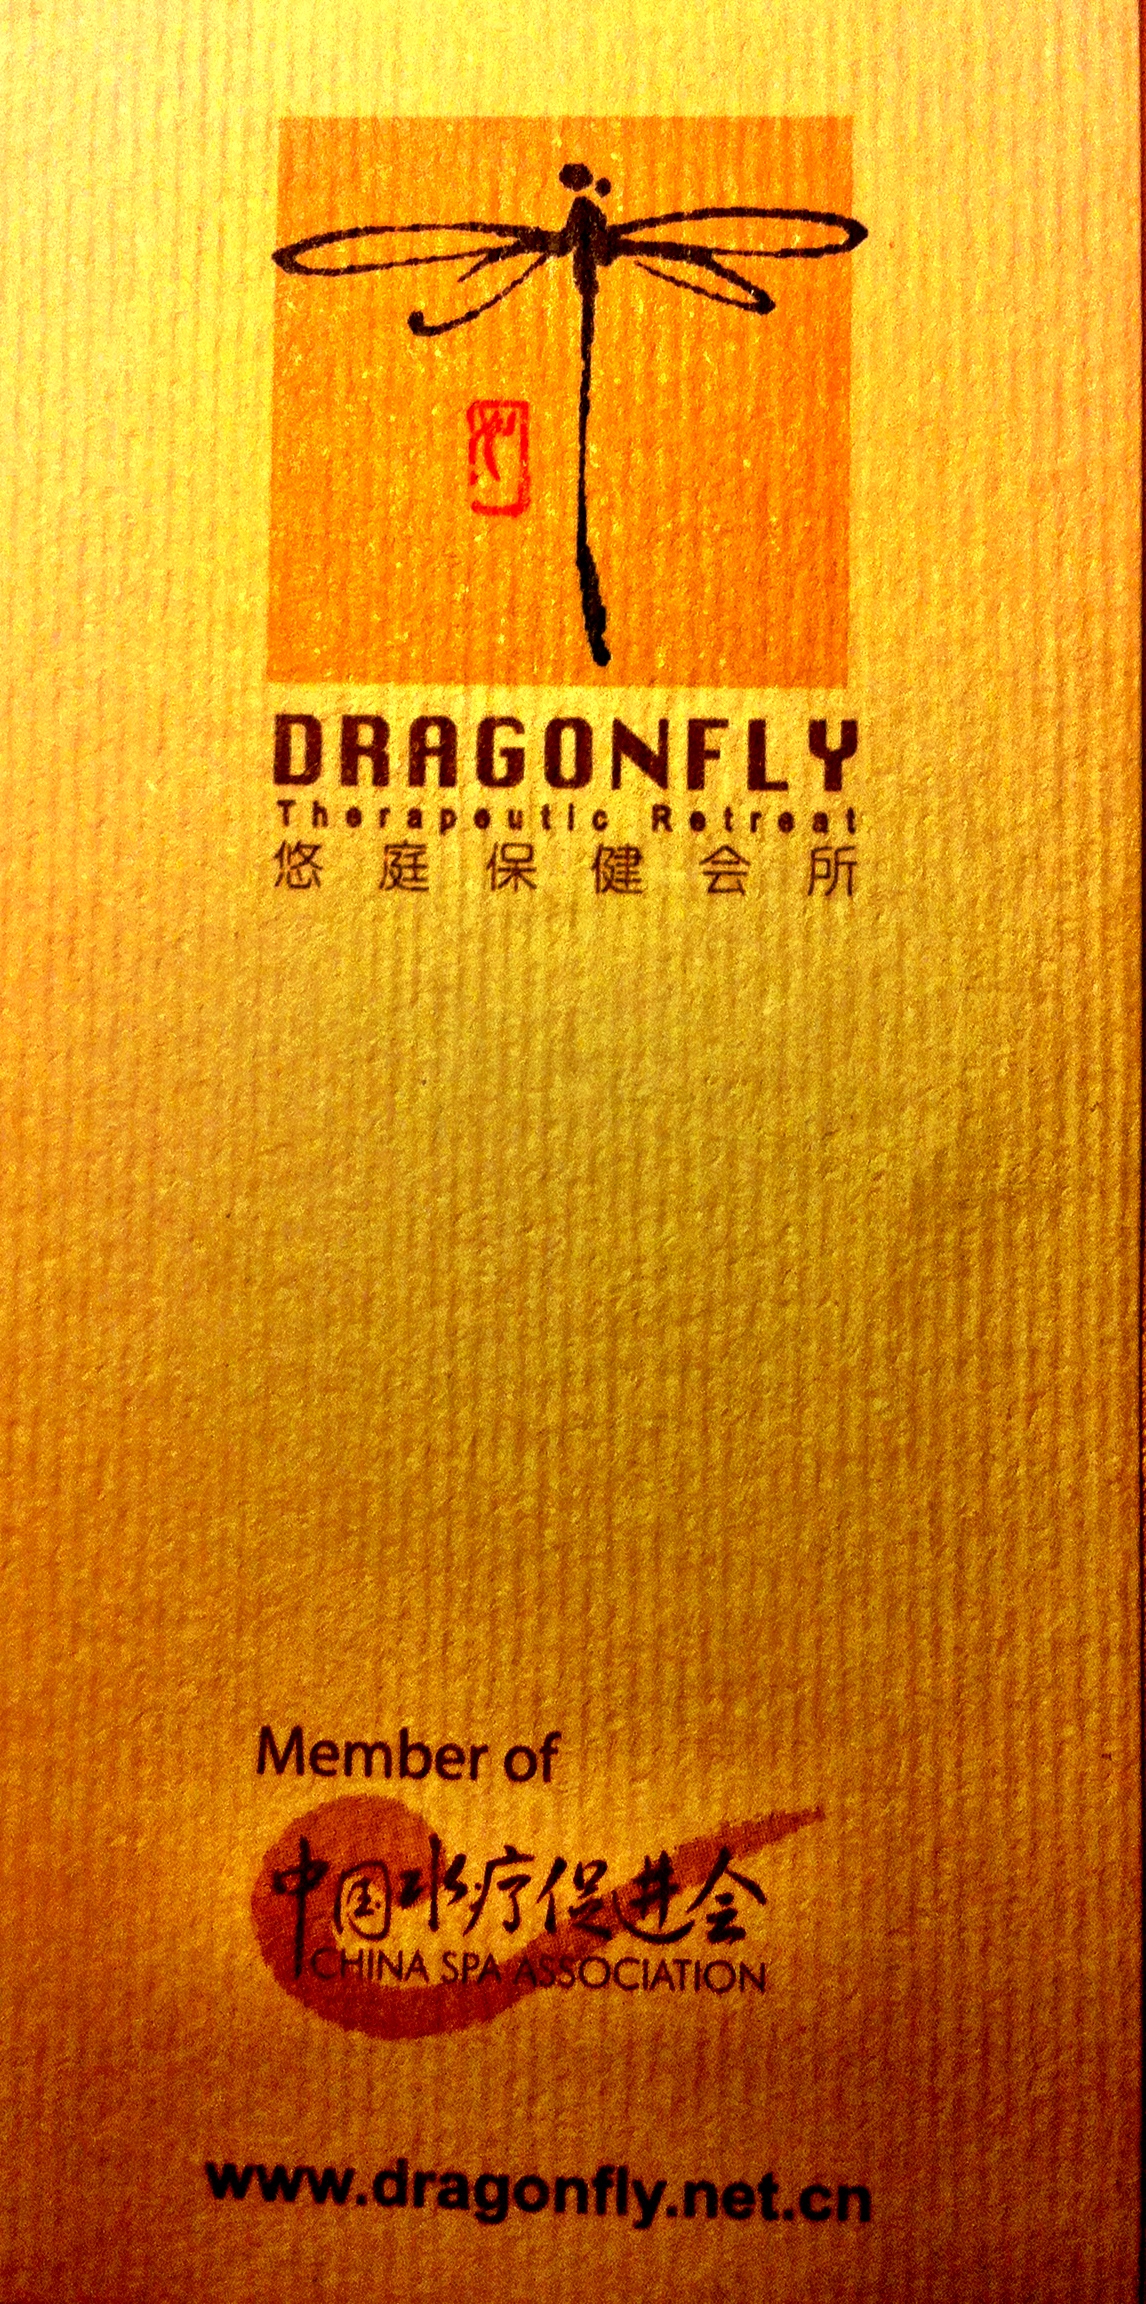 DRAGONFLY
Therapeutic Retreat
悠庭保健会所
Member of
中国水疗促进会
CHINA SPA ASSOCIATION
www.dragonfly.net.cn